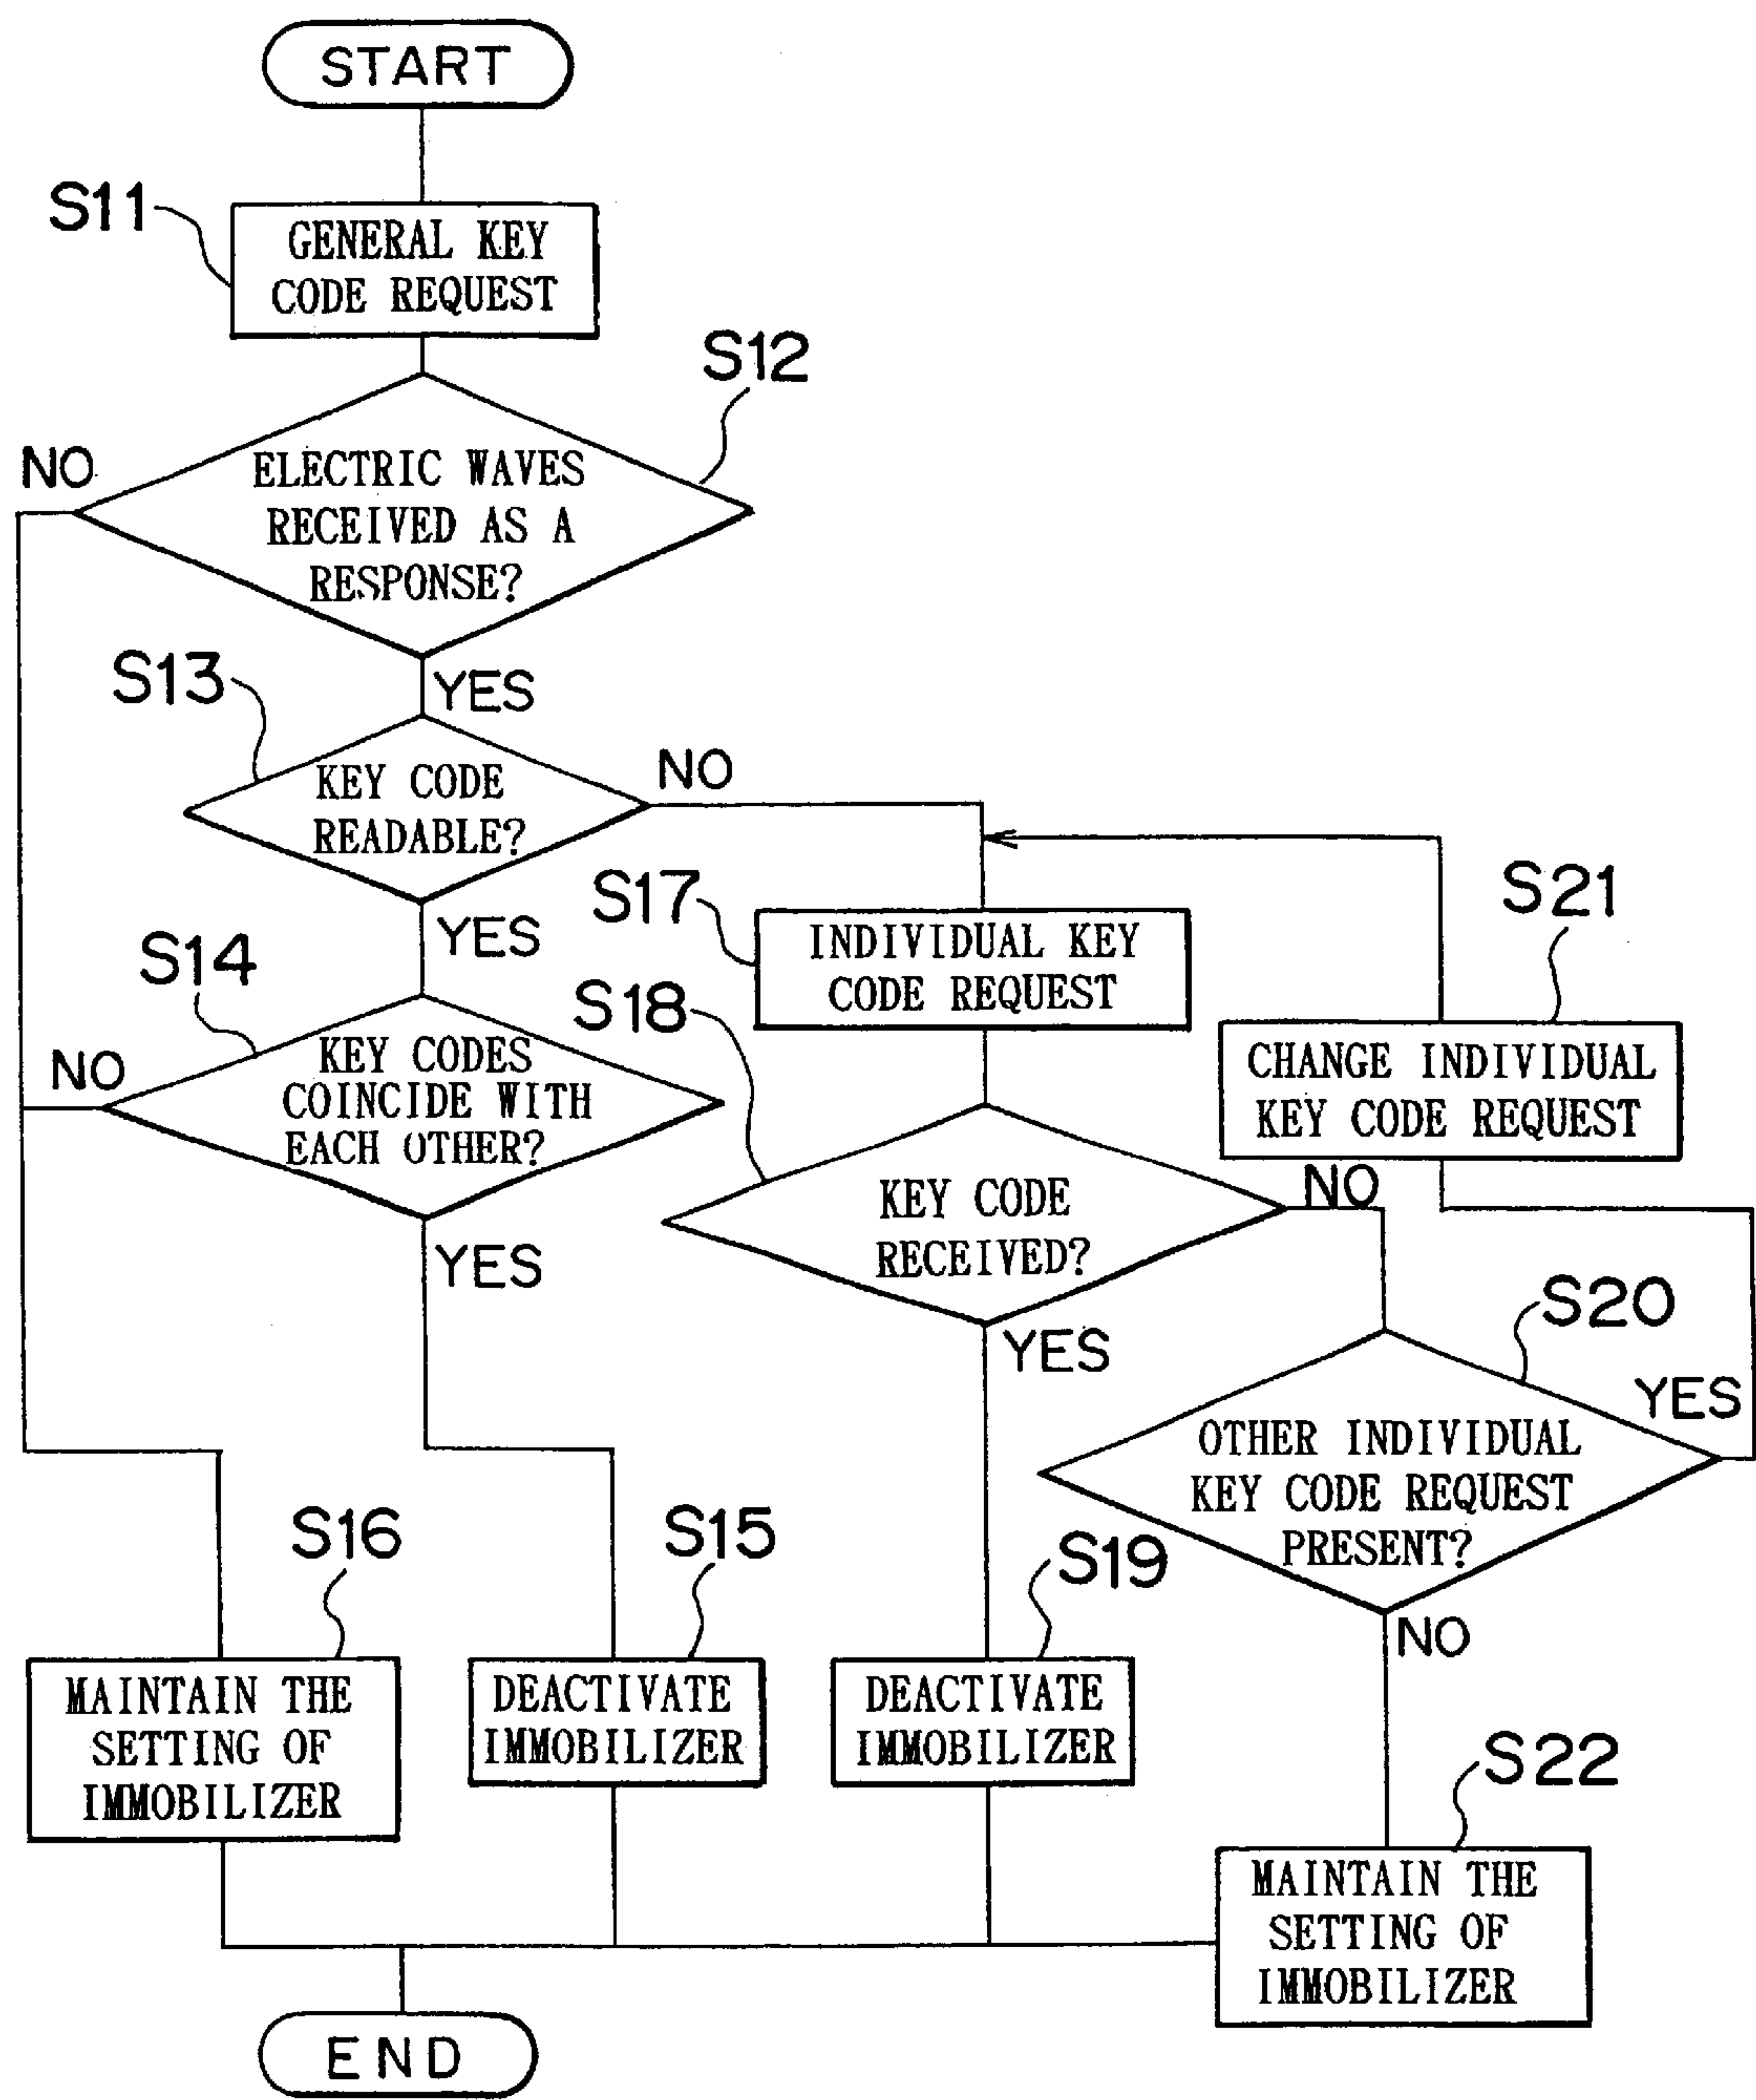 START
S11
GENERAL KEY
CODE REQUEST
S12
NO
ELECTRIC WAVES
RECEIVED AS A
RESPONSE?
YES
S13
KEY CODE
READABLE?
NO
YES
S14
NO
KEY CODES
COINCIDE WITH
EACH OTHER?
YES
S17
INDIVIDUAL KEY
CODE REQUEST
S21
CHANGE INDIVIDUAL
KEY CODE REQUEST
S18
KEY CODE
RECEIVED?
NO
YES
S20
OTHER INDIVIDUAL
KEY CODE REQUEST
PRESENT?
YES
NO
S16
MAINTAIN THE
SETTING OF
IMMOBILIZER
S15
DEACTIVATE
IMMOBILIZER
S19
DEACTIVATE
IMMOBILIZER
S22
MAINTAIN THE
SETTING OF
IMMOBILIZER
END